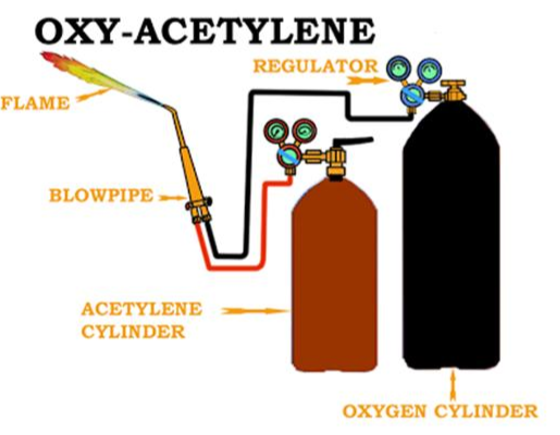 OXY-ACETYLENE
REGULATOR
FLAME
BLOWPIPE
ACETYLENE
CYLINDER
OXYGEN CYLINDER